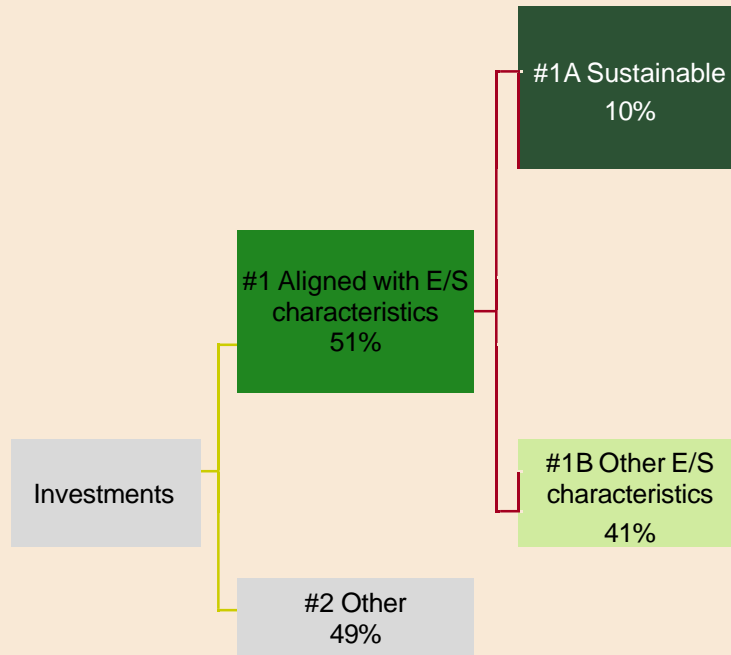 #1A Sustainable
10%
#1 Aligned with E/S
characteristics
51%
Investments
#1B Other E/S
characteristics
41%
#2 Other
49%